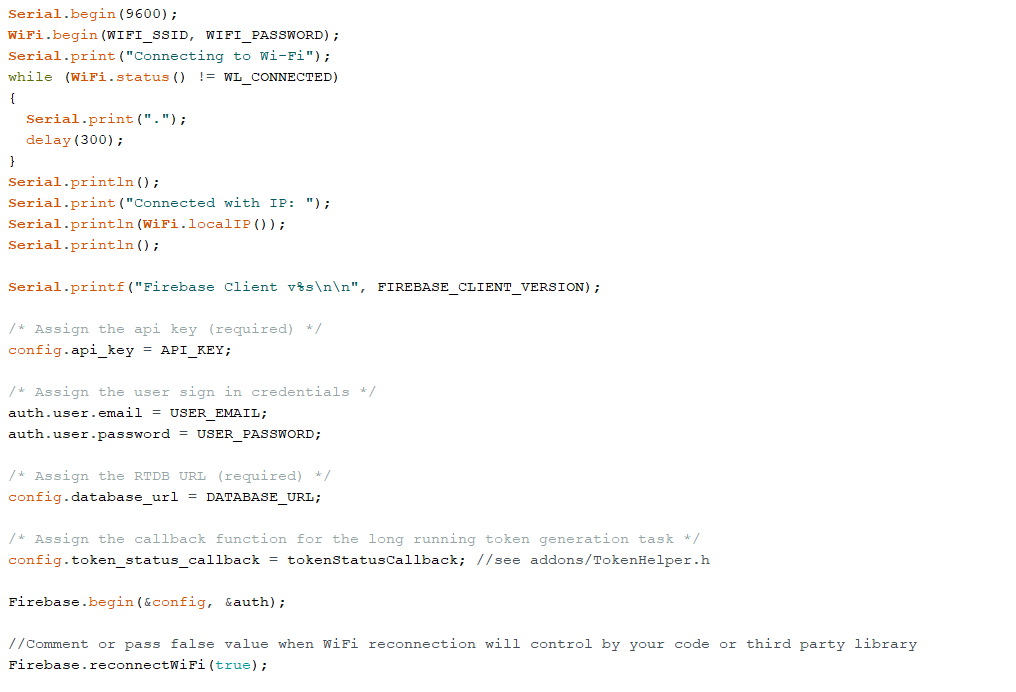 Serial.begin(9600);
WiFi.begin(WIFI_SSID, WIFI_PASSWORD);
Serial.print("Connecting to Wi-Fi");
while (WiFi.status() != WL_CONNECTED)
{
  Serial.print(".");
  delay(300);
}
Serial.println();
Serial.print("Connected with IP: ");
Serial.println(WiFi.localIP());
Serial.println();

Serial.printf("Firebase Client v%s\n\n", FIREBASE_CLIENT_VERSION);

/* Assign the api key (required) */
config.api_key = API_KEY;

/* Assign the user sign in credentials */
auth.user.email = USER_EMAIL;
auth.user.password = USER_PASSWORD;

/* Assign the RTDB URL (required) */
config.database_url = DATABASE_URL;

/* Assign the callback function for the long running token generation task */
config.token_status_callback = tokenStatusCallback; //see addons/TokenHelper.h

Firebase.begin(&config, &auth);

//Comment or pass false value when WiFi reconnection will control by your code or third party library
Firebase.reconnectWiFi(true);